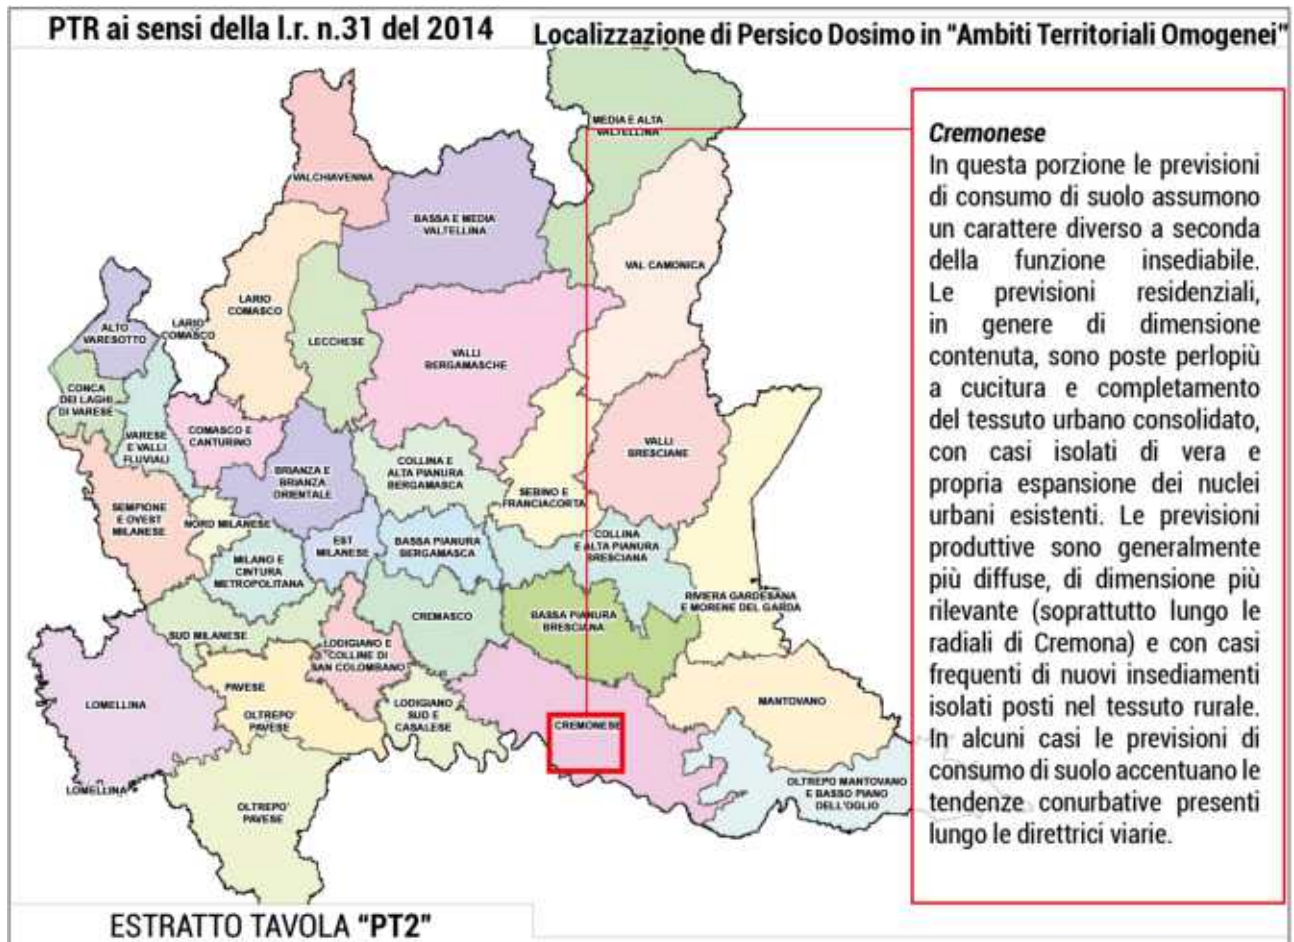 PTR ai sensi della l.r. n.31 del 2014
Localizzazione di Persico Dosimo in "Ambiti Territoriali Omogenei"
MEDIA E ALTA
VALTELLINA
VALCHIAVENNA
BASSA E MEDIA
VALTELLINA
VAL CAMONICA
LARIO
COMASCO
LARIO
COMASCO
ALTO
VARESOTTO
LECCHESE
VALLI
BERGAMASCHE
CONCA
DEI LAGHI
DI VARESE
VARESE
E VALLI
FLUVIALI
COMASCO E
CANTURINO
VALLI
BRESCIANE
BRIANZA E
BRIANZA
ORIENTALE
COLLINA E
ALTA PIANURA
BERGAMASCA
SEBINO E
FRANCIACORTA
SEMPIONE
E OVEST
MILANESE
NORD MILANESE
EST
MILANESE
BASSA PIANURA
BERGAMASCA
COLLINA
E ALTA PIANURA
BRESCIANA
MILANO E
CINTURA
METROPOLITANA
RIVIERA GARDESANA
E MORENE DEL GARDA
CREMASCO
BASSA PIANURA
BRESCIANA
SUD MILANESE
LODIGIANO E
COLLINE DI
SAN COLOMBANO
PAVESE
LOMELLINA
OLTREPO'
PAVESE
LODIGIANO
SUD E
CASALESE
CREMONESE
MANTOVANO
LOMELLINA
OLTREPO'
PAVESE
OLTREPO MANTOVANO
E BASSO PIANO
DELL'OGLIO
Cremonese
In questa porzione le previsioni
di consumo di suolo assumono
un carattere diverso a seconda
della funzione insediabile.
Le previsioni residenziali,
in genere di dimensione
contenuta, sono poste perlopiù
a cucitura e completamento
del tessuto urbano consolidato,
con casi isolati di vera e
propria espansione dei nuclei
urbani esistenti. Le previsioni
produttive sono generalmente
più diffuse, di dimensione più
rilevante (soprattutto lungo le
radiali di Cremona) e con casi
frequenti di nuovi insediamenti
isolati posti nel tessuto rurale.
In alcuni casi le previsioni di
consumo di suolo accentuano le
tendenze conurbative presenti
lungo le direttrici viarie.
ESTRATTO TAVOLA "PT2"